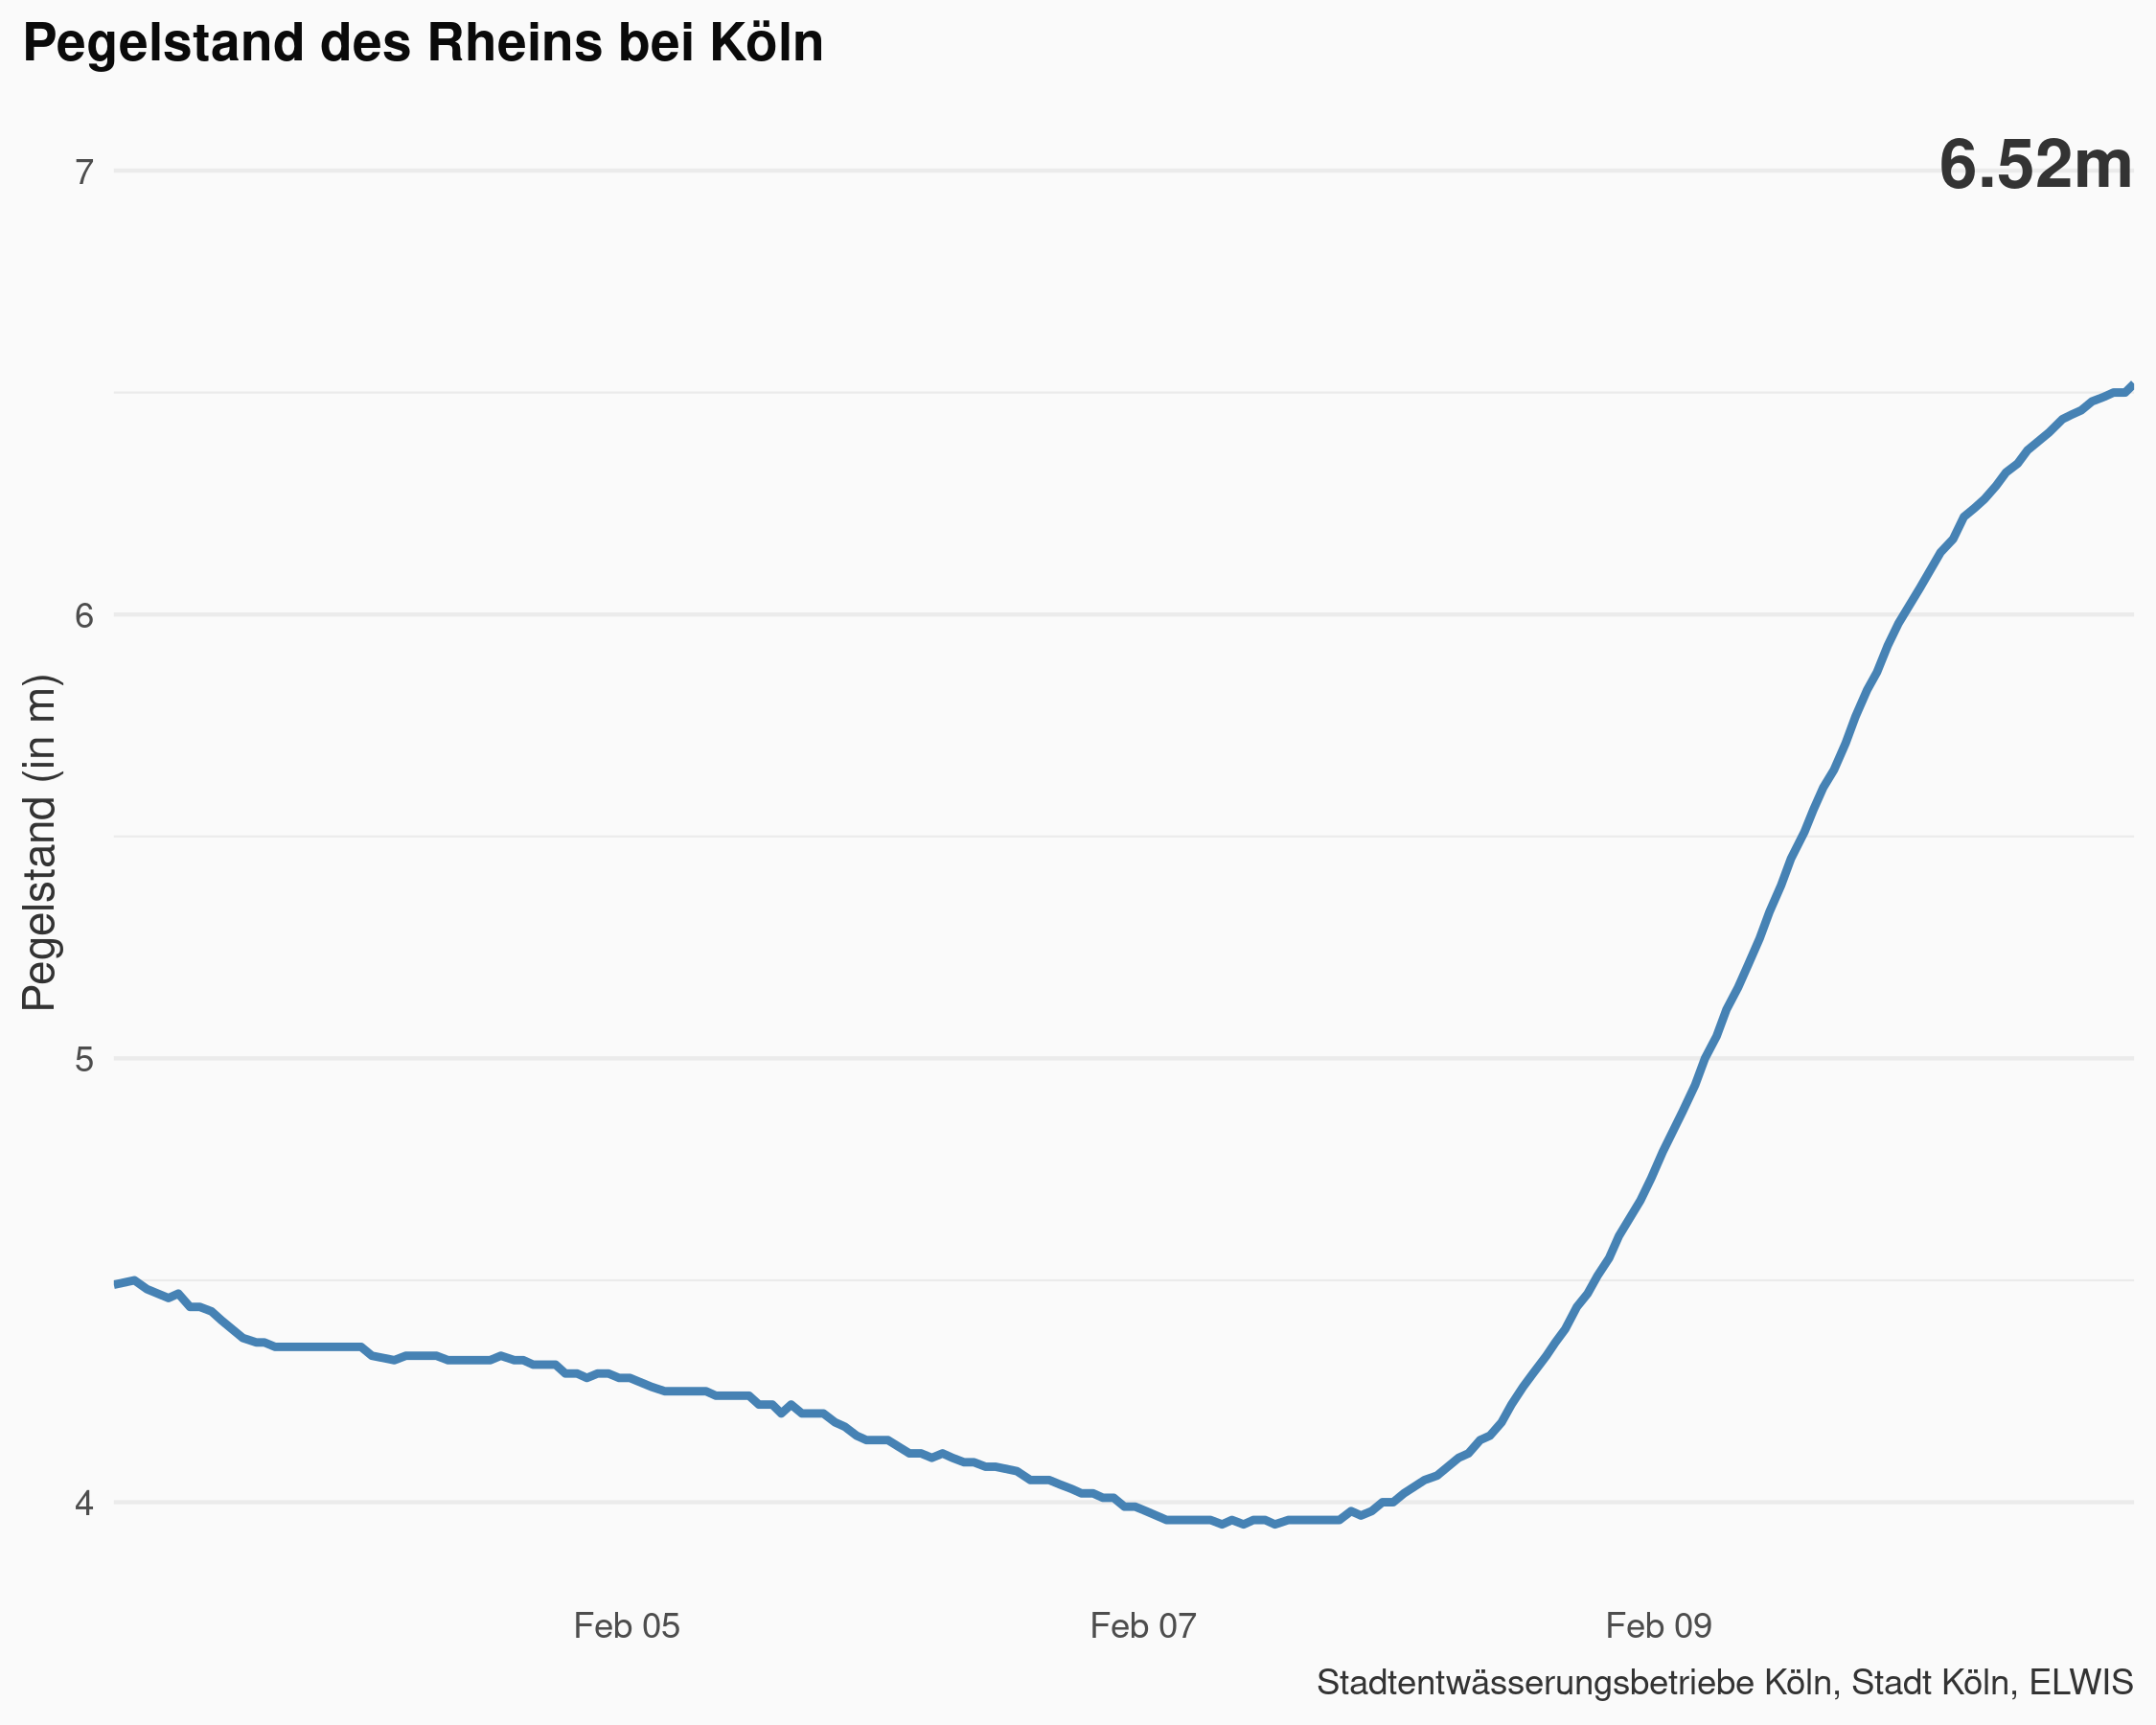 Pegelstand des Rheins bei Köln
6.52m
7
6
5
4
Pegelstand (in m)
Feb 05
Feb 07
Feb 09
Stadtentwässerungsbetriebe Köln, Stadt Köln, ELWIS